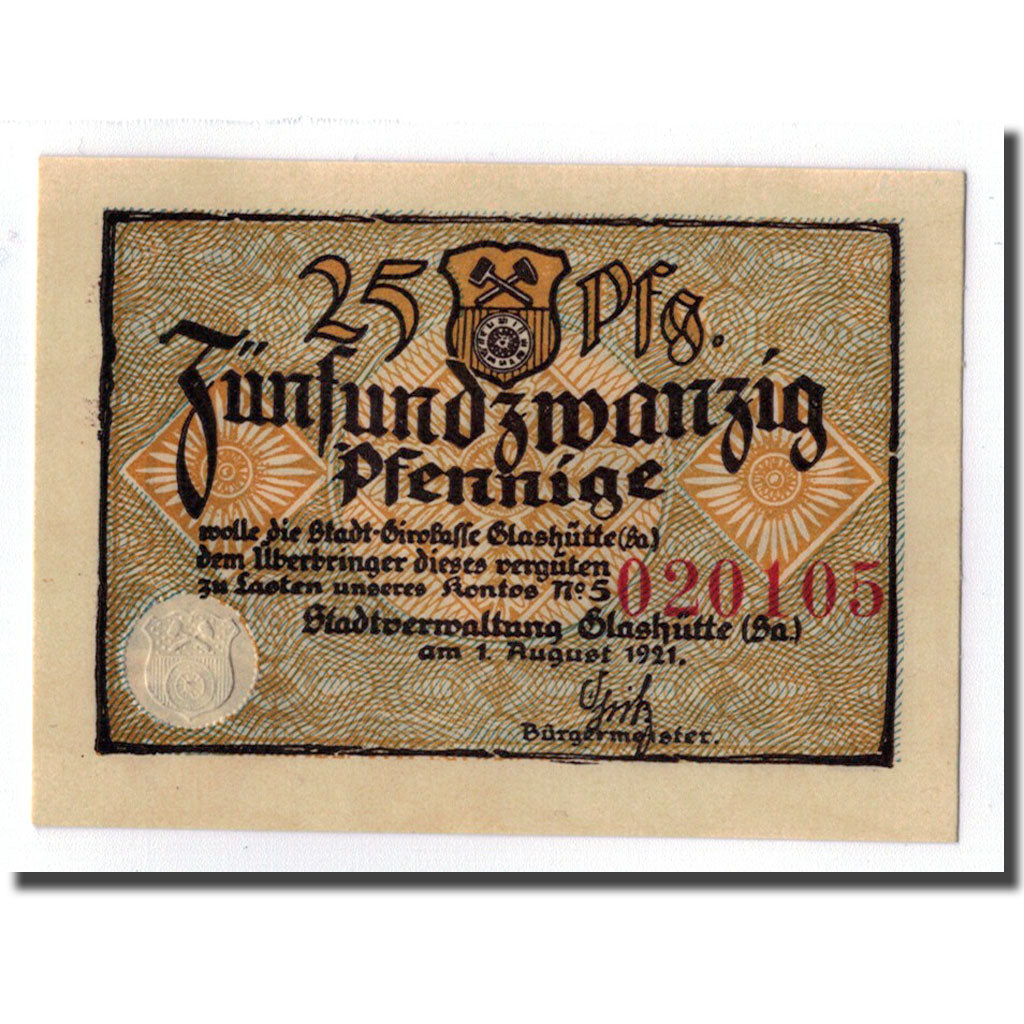 25 Pfg.
Fünfundzwanzig
Pfennige
wolle die Stadt-Girokasse Glashütte (Sa.)
dem Überbringer dieses vergüten
zu Lasten unseres Kontos No 5
020105
Stadtverwaltung Glashütte (Sa.)
am 1. August 1921.
Bürgermeister.